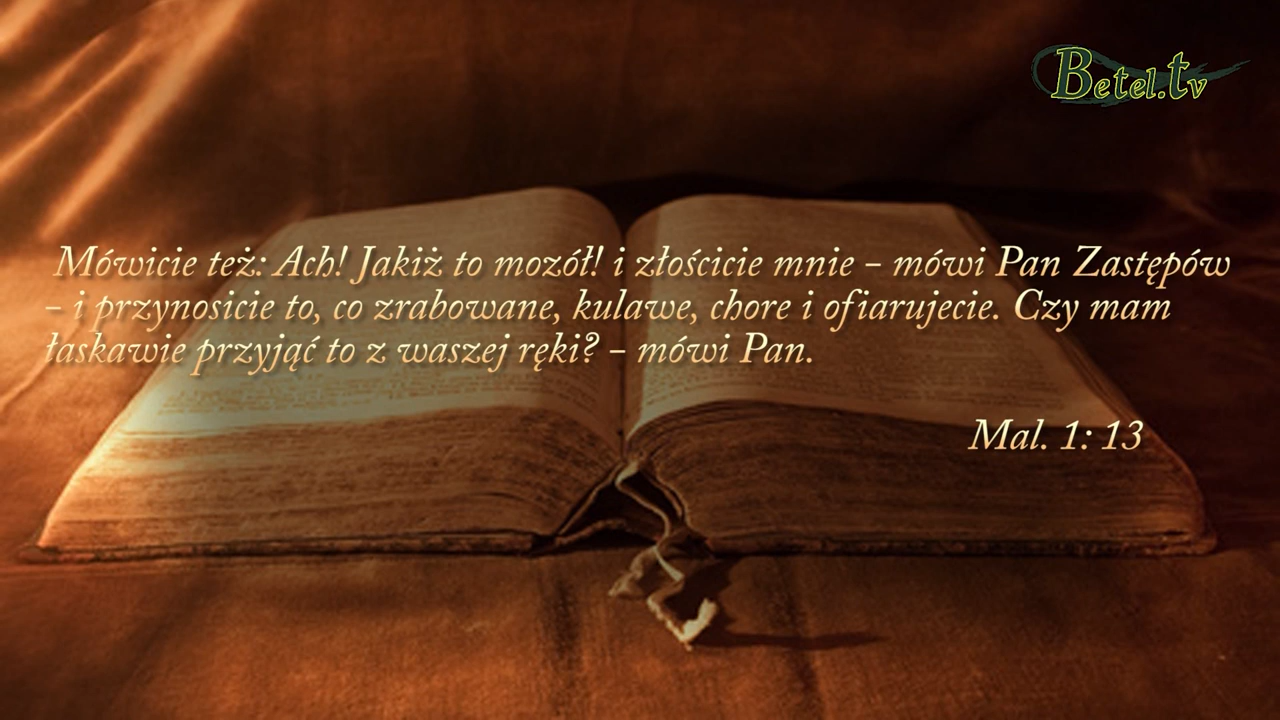 Betel.tv
Mówicie też: Ach! Jakiż to mozół! i złościcie mnie – mówi Pan Zastępów
– i przynosicie to, co zrabowane, kulawe, chore i ofiarujecie. Czy mam
łaskawie przyjąć to z waszej ręki? – mówi Pan.
Mal. 1: 13